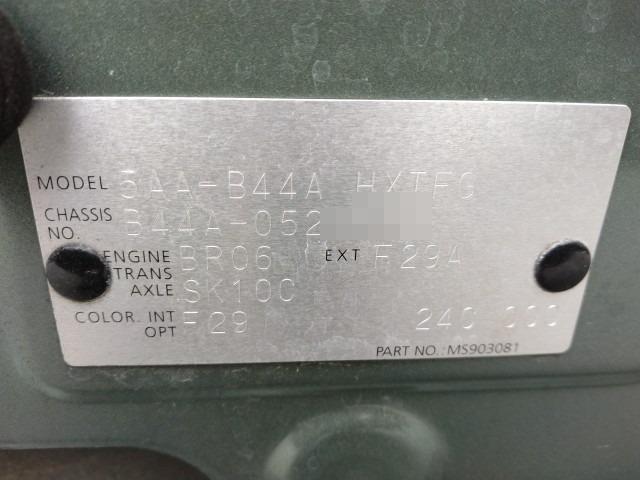 MODEL 5AA-B44A HXTFG
CHASSIS NO. B44A-052
ENGINE BR06 EXT F29A
TRANS AXLE SK10C
COLOR, INT OPT F29 240 000
PART NO.: MS903081